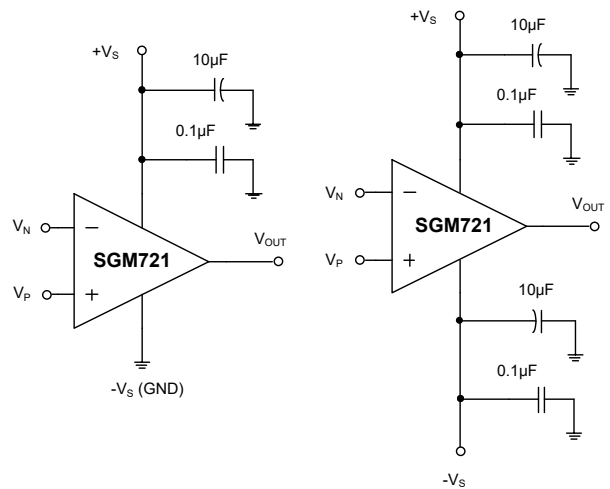 +VS
10µF
0.1µF
VN
VP
SGM721
VOUT
-VS (GND)
+VS
10µF
0.1µF
VN
VP
SGM721
VOUT
10µF
0.1µF
-VS